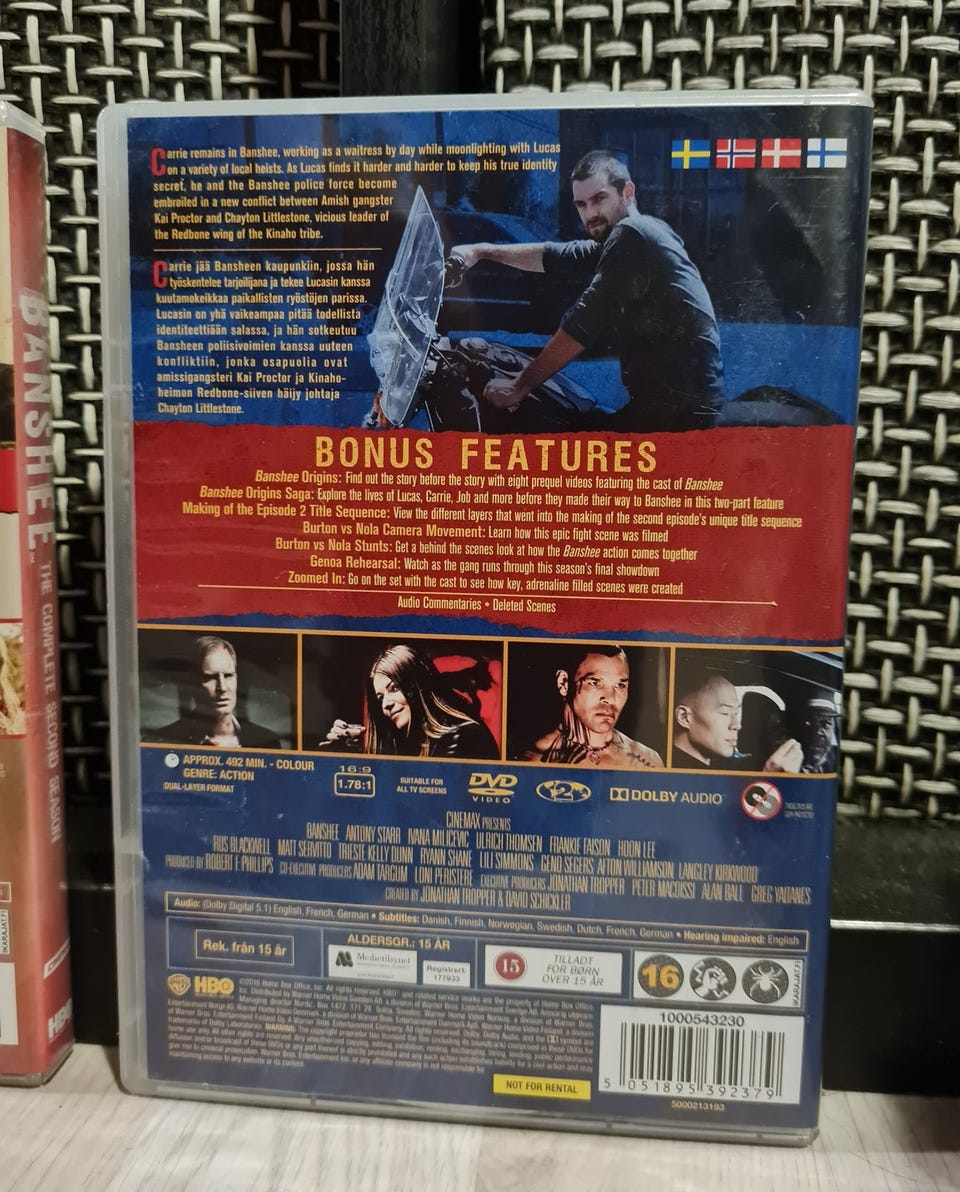 Carrie remains in Banshee, working as a waitress by day while moonlighting with Lucas
on a variety of local heists. As Lucas finds it harder and harder to keep his true identity
secret, he and the Banshee police force become
embroiled in a new conflict between Amish gangster
Kai Proctor and Chayton Littlestone, vicious leader of
the Redbone wing of the Kinaho tribe.
Carrie jää Bansheen kaupunkiin, jossa hän
työskentelee tarjoilijana ja tekee Lucasin kanssa
kuutamokeikkaa paikallisten ryöstöjen parissa.
Lucasin on yhä vaikeampaa pitää todellista
identiteettiään salassa, ja hän sotkeutuu
Bansheen poliisivoimien kanssa uuteen
konfliktiin, jonka osapuolia ovat
amissigangsteri Kai Proctor ja Kinaho-
heimon Redbone-siiven häijy johtaja
Chayton Littlestone.
BONUS FEATURES
Banshee Origins: Find out the story before the story with eight prequel videos featuring the cast of Banshee
Banshee Origins Saga: Explore the lives of Lucas, Carrie, Job and more before they made their way to Banshee in this two-part feature
Making of the Episode 2 Title Sequence: View the different layers that went into the making of the second episode's unique title sequence
Burton vs Nola Camera Movement: Learn how this epic fight scene was filmed
Burton vs Nola Stunts: Get a behind the scenes look at how the Banshee action comes together
Genoa Rehearsal: Watch as the gang runs through this season's final showdown
Zoomed In: Go on the set with the cast to see how key, adrenaline filled scenes were created
Audio Commentaries • Deleted Scenes
APPROX. 492 MIN. - COLOUR
GENRE: ACTION
DUAL-LAYER FORMAT
16:9
1.78:1
SUITABLE FOR
ALL TV SCREENS
DVD
VIDEO
2
DOLBY AUDIO™
CINEMAX PRESENTS
BANSHEE ANTONY STARR IVANA MILICEVIC ULRICH THOMSEN FRANKIE FAISON HOON LEE
RUS BLACKWELL MATT SERVITTO TRIESTE KELLY DUNN RYANN SHANE LILI SIMMONS GENO SEGERS AFTON WILLIAMSON LANGLEY KIRKWOOD
PRODUCED BY ROBERT F PHILLIPS CO-EXECUTIVE PRODUCERS ADAM TARGUM LONI PERISTERE EXECUTIVE PRODUCERS JONATHAN TROPPER PETER MACDISSI ALAN BALL GREG YAITANES
CREATED BY JONATHAN TROPPER & DAVID SCHICKLER
Audio: (Dolby Digital 5.1) English, French, German • Subtitles: Danish, Finnish, Norwegian, Swedish, Dutch, French, German • Hearing impaired: English
Rek. från 15 år
ALDERSGR.: 15 ÅR
Medietilsynet
Registrert:
177933
15
TILLADT
FOR BØRN
OVER 15 ÅR
16
IKARAJAT.FI
WB
HBO
NOT FOR RENTAL
1000543230
5 051895 392379
5000213193
BANSHEE™ THE COMPLETE SECOND SEASON
IKARAJAT.FI
HBO